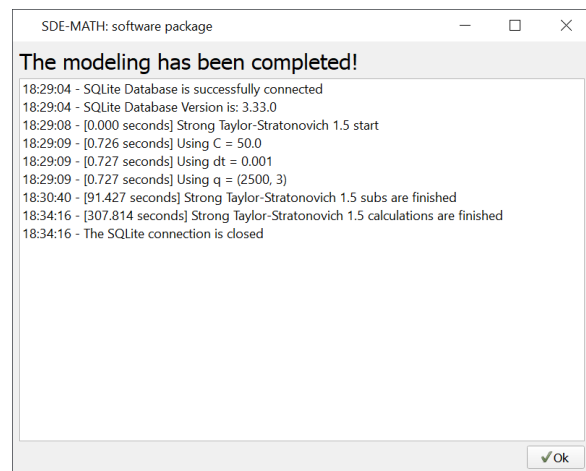 SDE-MATH: software package
The modeling has been completed!
18:29:04 - SQLite Database is successfully connected
18:29:04 - SQLite Database Version is: 3.33.0
18:29:08 - [0.000 seconds] Strong Taylor-Stratonovich 1.5 start
18:29:09 - [0.726 seconds] Using C = 50.0
18:29:09 - [0.727 seconds] Using dt = 0.001
18:29:09 - [0.727 seconds] Using q = (2500, 3)
18:30:40 - [91.427 seconds] Strong Taylor-Stratonovich 1.5 subs are finished
18:34:16 - [307.814 seconds] Strong Taylor-Stratonovich 1.5 calculations are finished
18:34:16 - The SQLite connection is closed
Ok